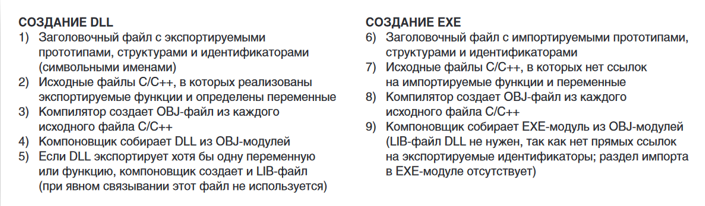 СОЗДАНИЕ DLL
1) Заголовочный файл с экспортируемыми
прототипами, структурами и идентификаторами
(символьными именами)
2) Исходные файлы C/C++, в которых реализованы
экспортируемые функции и определены переменные
3) Компилятор создает OBJ-файл из каждого
исходного файла C/C++
4) Компоновщик собирает DLL из OBJ-модулей
5) Если DLL экспортирует хотя бы одну переменную
или функцию, компоновщик создает и LIB-файл
(при явном связывании этот файл не используется)
СОЗДАНИЕ EXE
6) Заголовочный файл с импортируемыми прототипами,
структурами и идентификаторами
7) Исходные файлы C/C++, в которых нет ссылок
на импортируемые функции и переменные
8) Компилятор создает OBJ-файл из каждого
исходного файла C/C++
9) Компоновщик собирает EXE-модуль из OBJ-модулей
(LIB-файл DLL не нужен, так как нет прямых ссылок
на экспортируемые идентификаторы; раздел импорта
в EXE-модуле отсутствует)